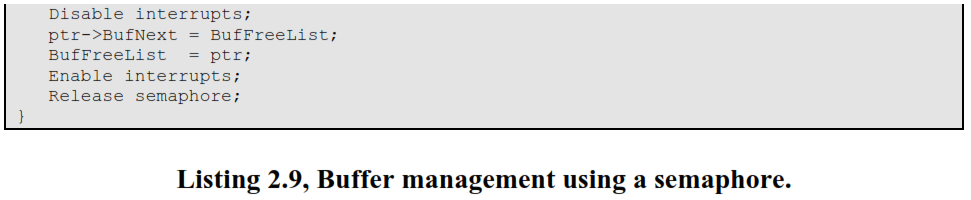 Disable interrupts;
ptr->BufNext = BufFreeList;
BufFreeList  = ptr;
Enable interrupts;
Release semaphore;
}
Listing 2.9, Buffer management using a semaphore.